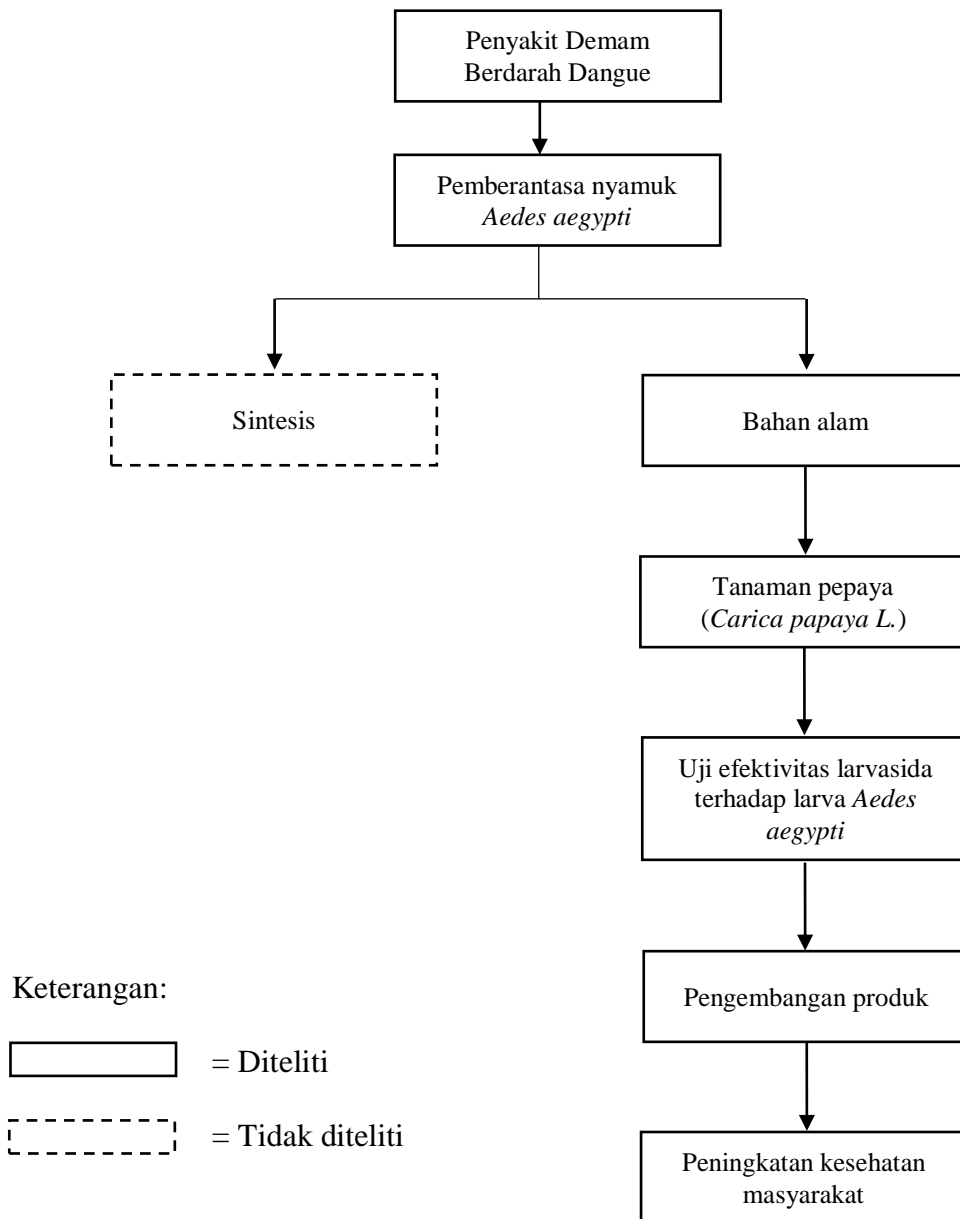 Penyakit Demam
Berdarah Dangue
Pemberantasa nyamuk
Aedes aegypti
Sintesis
Bahan alam
Tanaman pepaya
(Carica papaya L.)
Uji efektivitas larvasida
terhadap larva Aedes
aegypti
Pengembangan produk
Peningkatan kesehatan
masyarakat
Keterangan:
= Diteliti
= Tidak diteliti